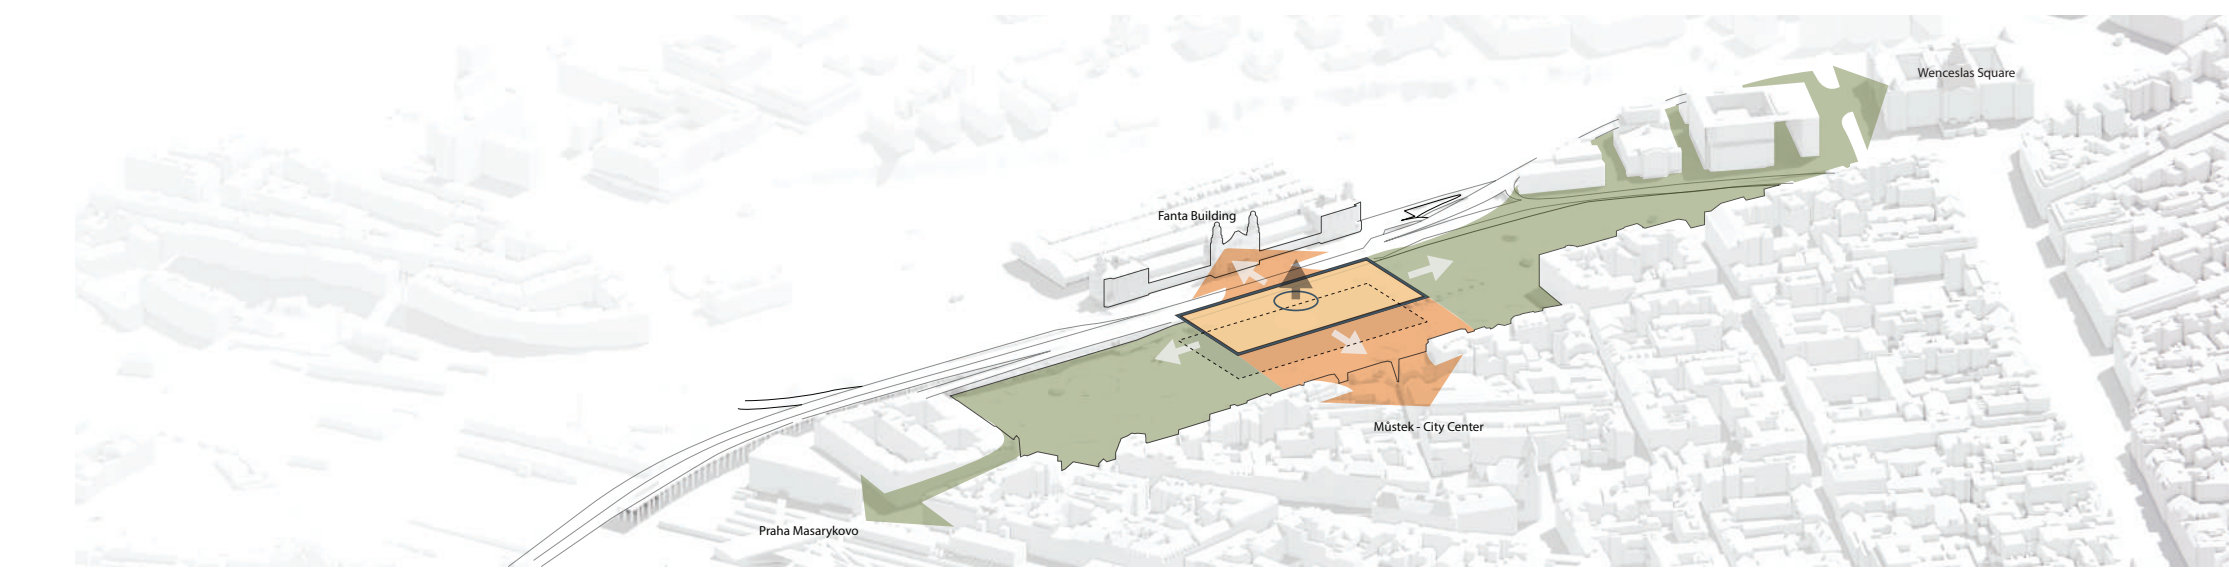 Wenceslas Square
Fanta Building
Můstek - City Center
Praha Masarykovo